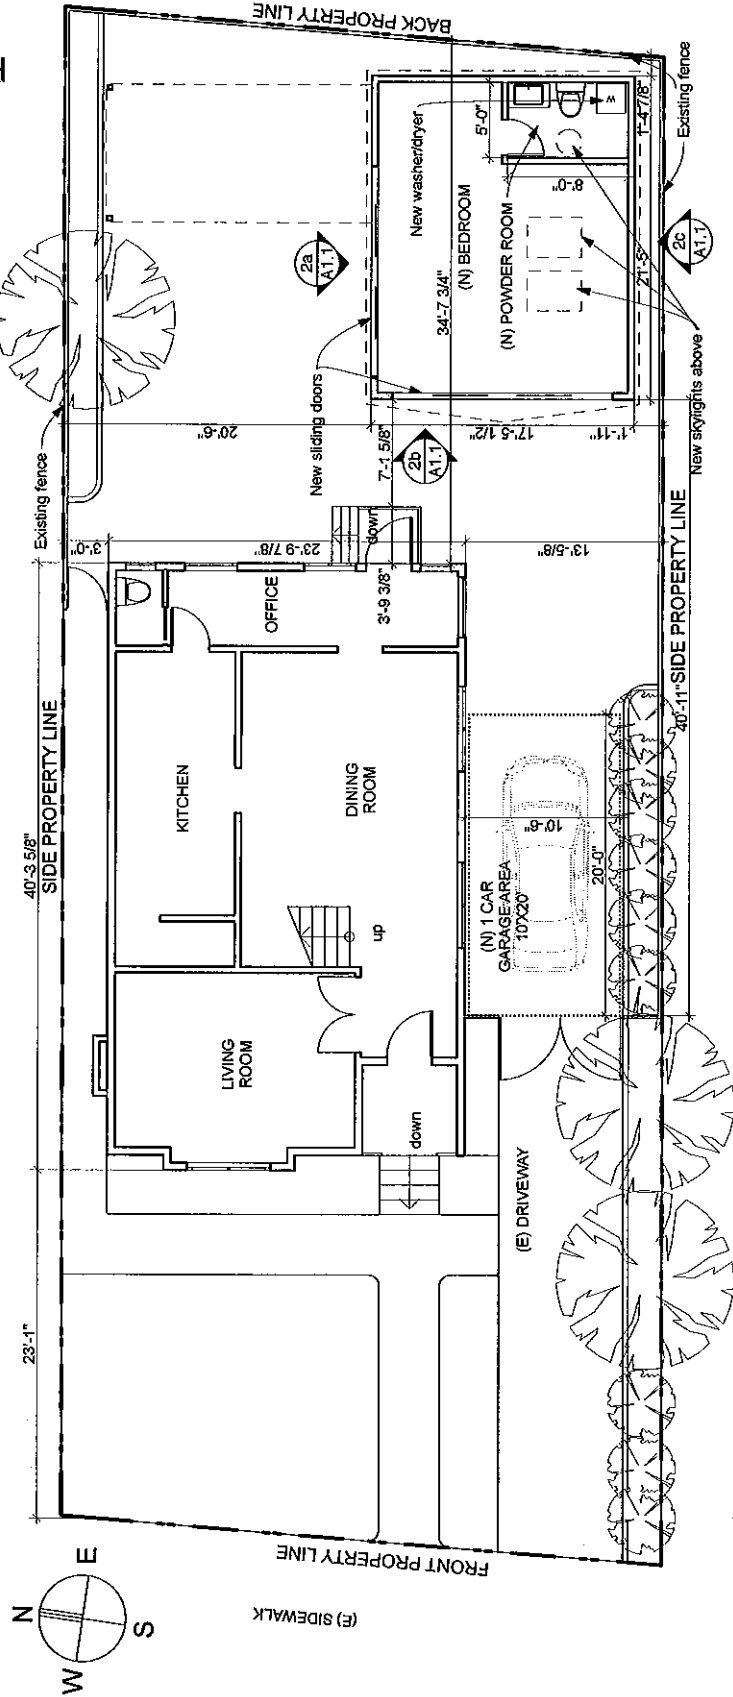 BACK PROPERTY LINE
Existing fence
New washer/dryer
5'-0"
W
1'-4 7/8"
8'-0"
(N) BEDROOM
(N) POWDER ROOM
34'-7 3/4"
21'-5"
2a
A1.1
2c
A1.1
New sliding doors
Existing fence
20'-6"
7'-1 5/8"
2b
A1.1
17'-5 1/2"
1'-11"
New skylights above
3'-0"
23'-9 7/8"
down
13'-5/8"
OFFICE
3'-9 3/8"
SIDE PROPERTY LINE
40'-11"
SIDE PROPERTY LINE
40'-3 5/8"
KITCHEN
DINING
ROOM
up
(N) 1 CAR
GARAGE AREA
10'X20'
10'-6"
20'-0"
LIVING
ROOM
down
(E) DRIVEWAY
23'-1"
FRONT PROPERTY LINE
(E) SIDEWALK
N
E
S
W